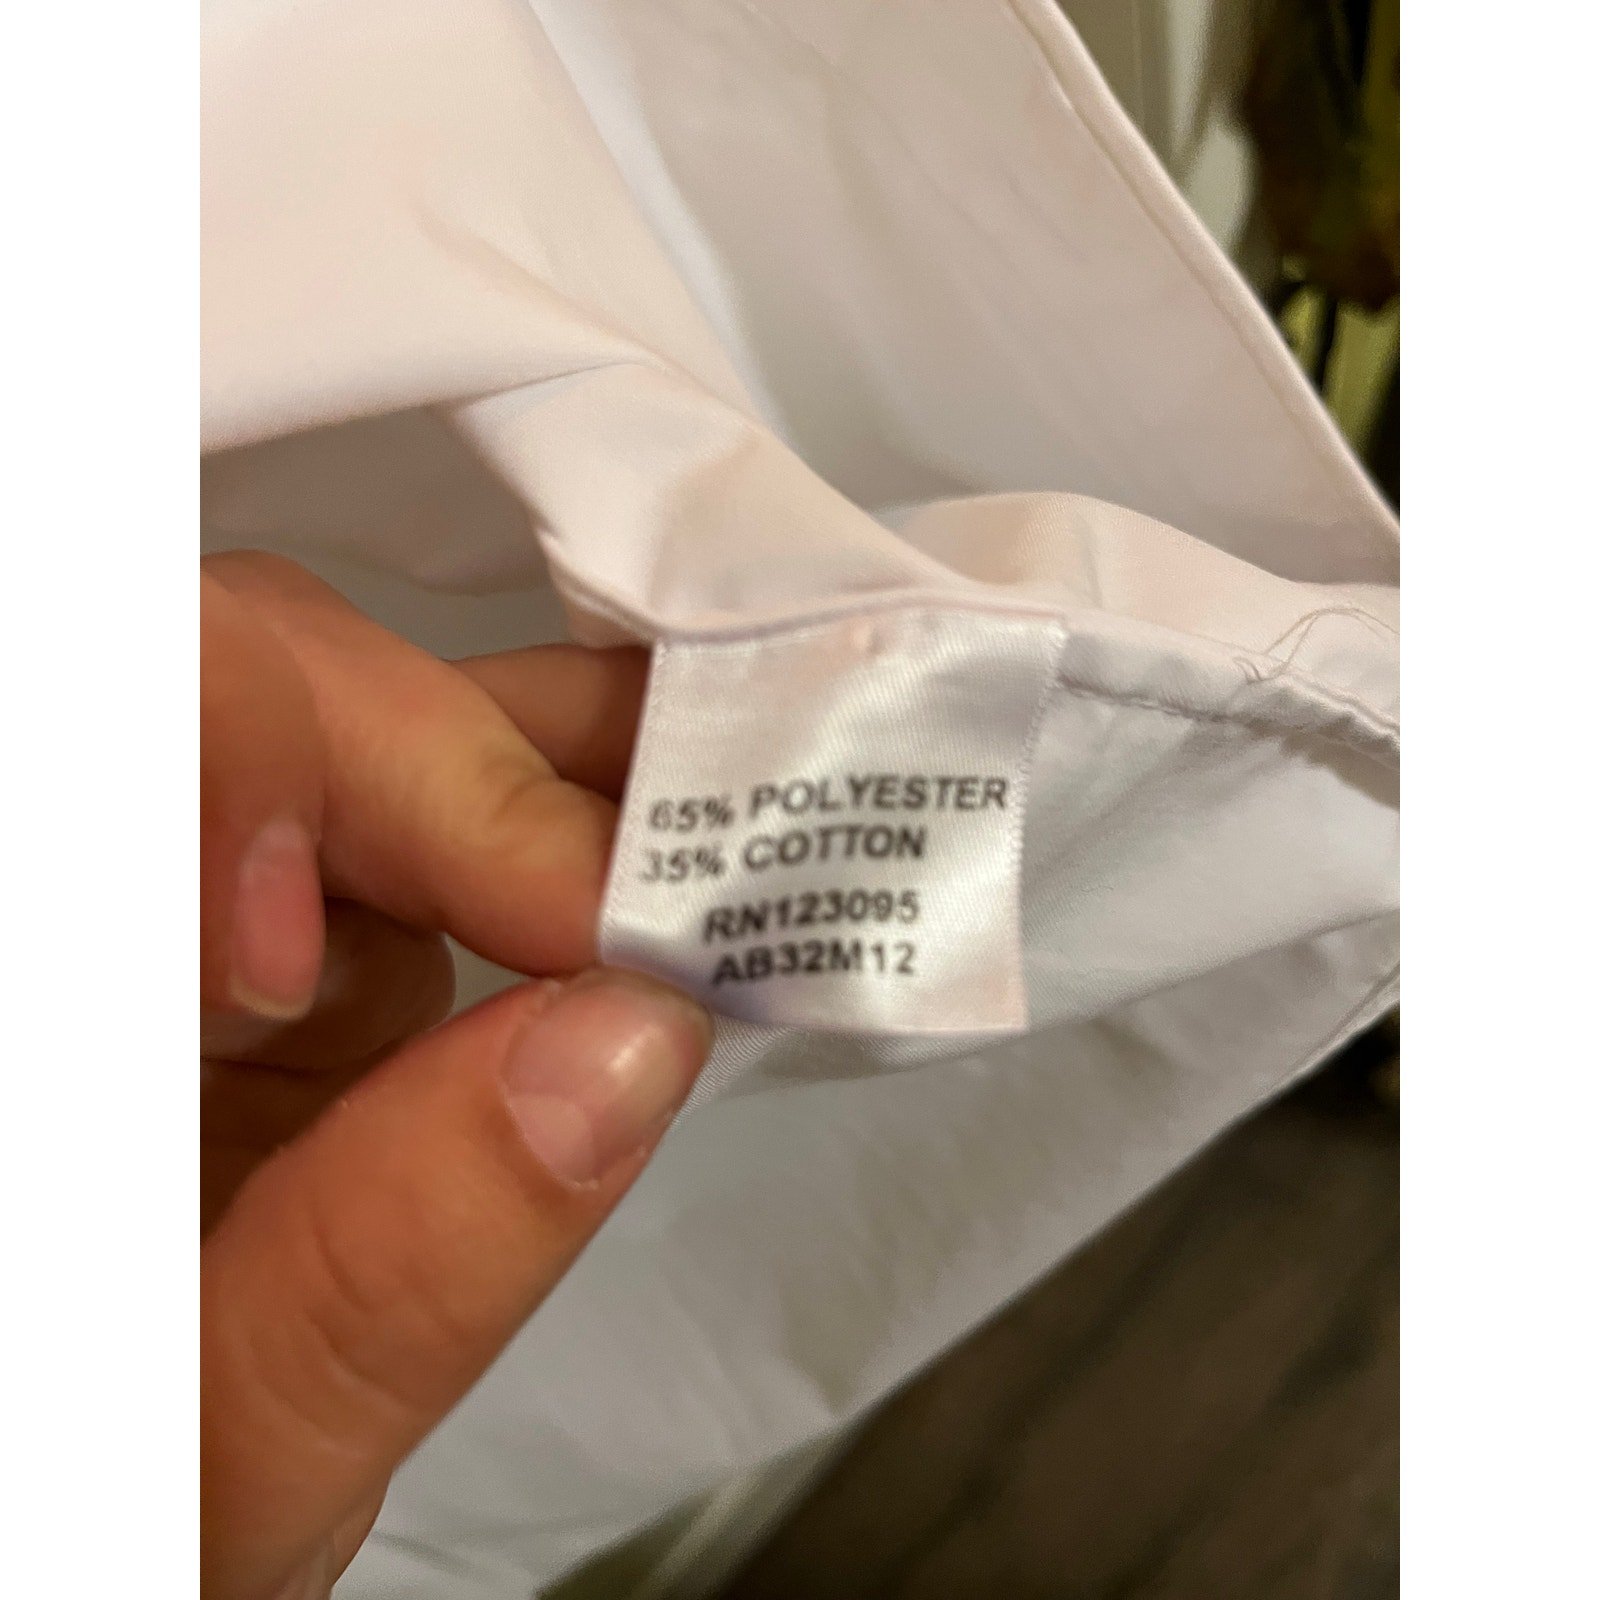 65% POLYESTER
35% COTTON
RN123095
AB32M12